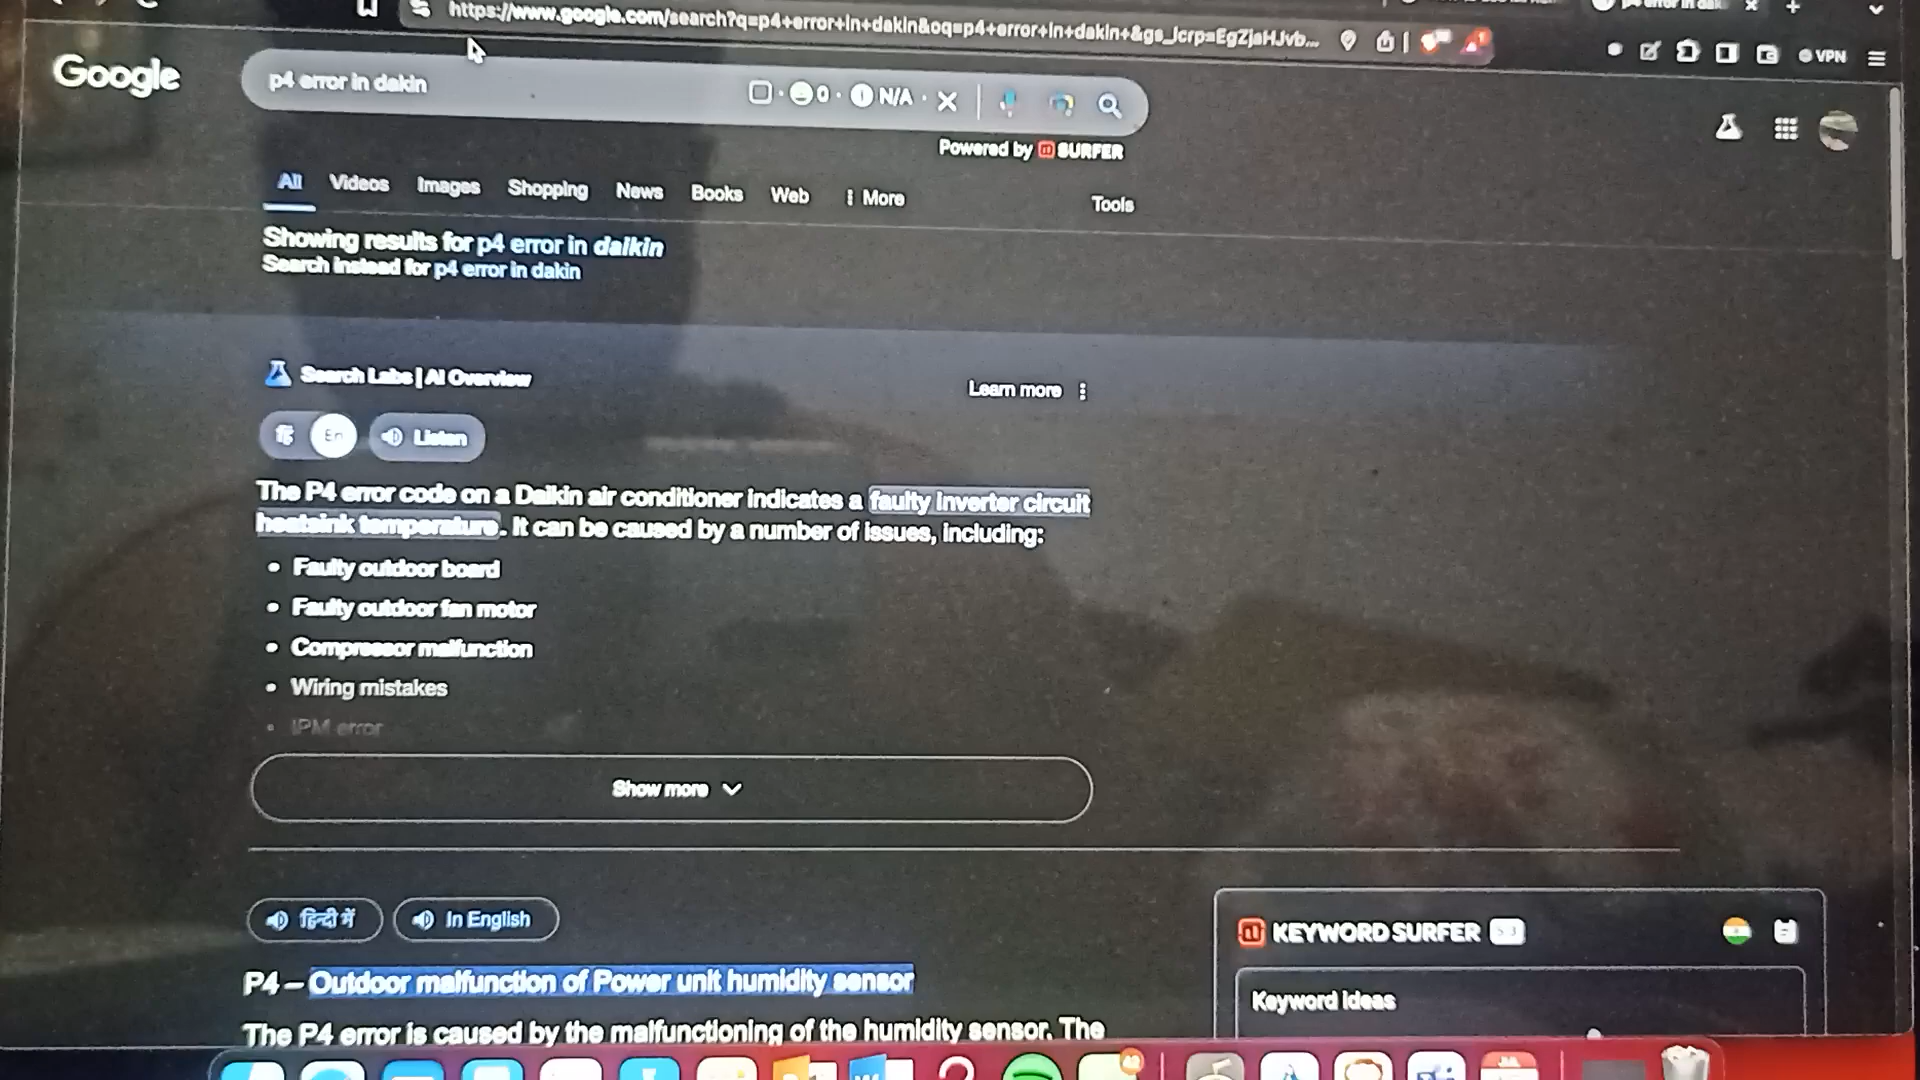 https://www.google.com/search?q=p4+error+in+dakin&oq=p4+error+in+dakin+&gs_lcrp=EgZjaHJvb...
VPN
Google
p4 error in dakin
0
N/A
Powered by SURFER
All Videos Images Shopping News Books Web More
Tools
Showing results for p4 error in daikin
Search instead for p4 error in dakin
Search Labs | AI Overview
Learn more
हिं En Listen
The P4 error code on a Daikin air conditioner indicates a faulty inverter circuit
heatsink temperature. It can be caused by a number of issues, including:
• Faulty outdoor board
• Faulty outdoor fan motor
• Compressor malfunction
• Wiring mistakes
• IPM error
Show more
हिन्दी में In English
P4 – Outdoor malfunction of Power unit humidity sensor
The P4 error is caused by the malfunctioning of the humidity sensor. The
KEYWORD SURFER
Keyword ideas